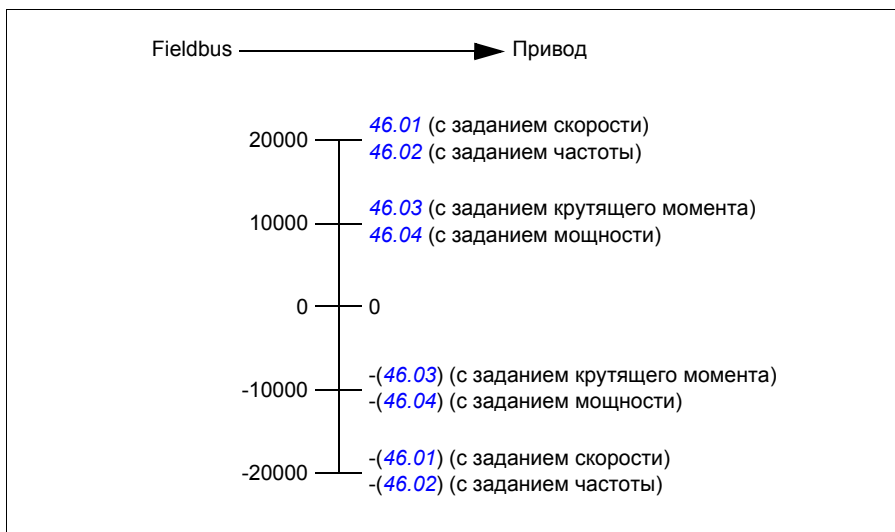 Fieldbus Привод
46.01 (с заданием скорости)
20000
46.02 (с заданием частоты)
46.03 (с заданием крутящего момента)
10000
46.04 (с заданием мощности)
0 0
-(46.03) (с заданием крутящего момента)
-10000
-(46.04) (с заданием мощности)
-(46.01) (с заданием скорости)
-20000
-(46.02) (с заданием частоты)